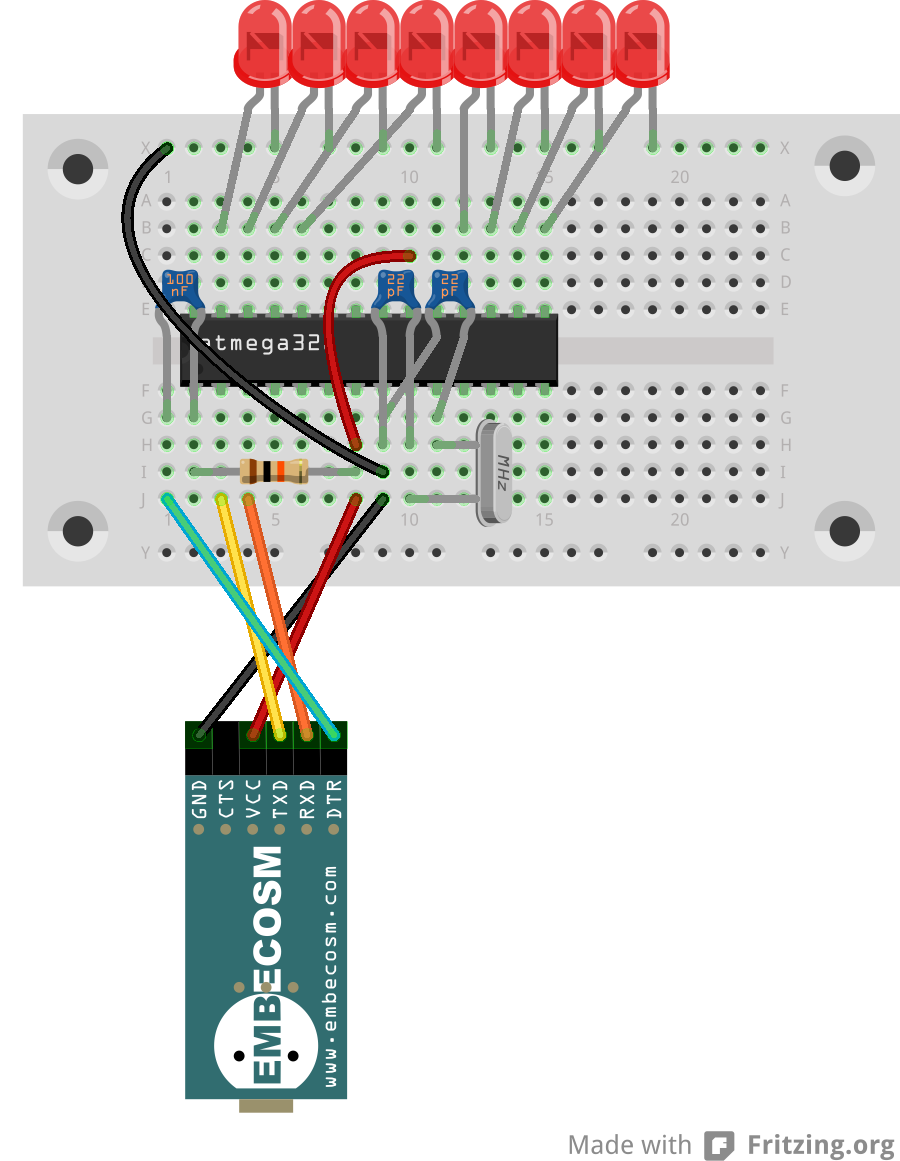 X X
1 5 10 15 20
A A
B B
C C
D D
100
nF
22
pF
22
pF
E E
atmega32
F F
G G
H H
MHz
I I
J J
1 5 10 15 20
Y Y
GND
CTS
VCC
TXD
RXD
DTR
EMBECOSM
www.embecosm.com
Made with Fritzing.org